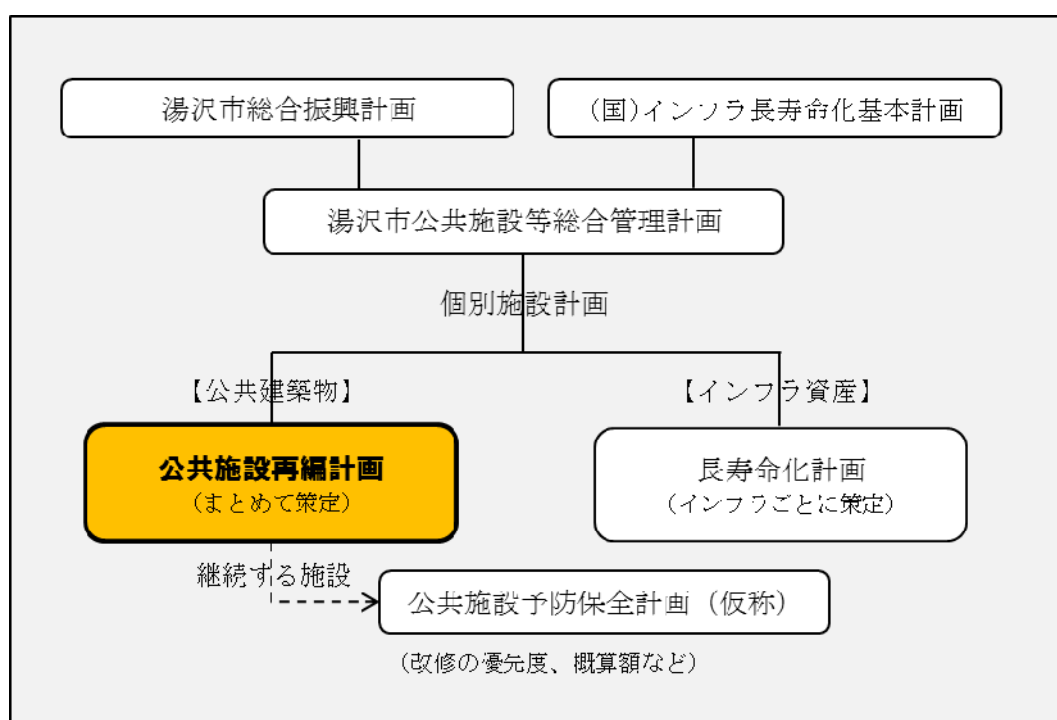 湯沢市総合振興計画
(国)インフラ長寿命化基本計画
湯沢市公共施設等総合管理計画
個別施設計画
【公共建築物】
【インフラ資産】
公共施設再編計画
(まとめて策定)
長寿命化計画
(インフラごとに策定)
継続する施設
公共施設予防保全計画(仮称)
(改修の優先度、概算額など)